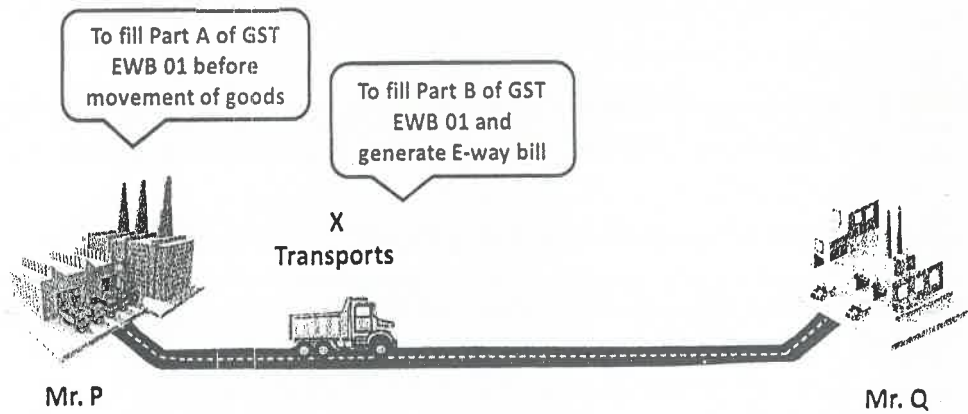 To fill Part A of GST
EWB 01 before
movement of goods
To fill Part B of GST
EWB 01 and
generate E-way bill
X
Transports
Mr. P
Mr. Q